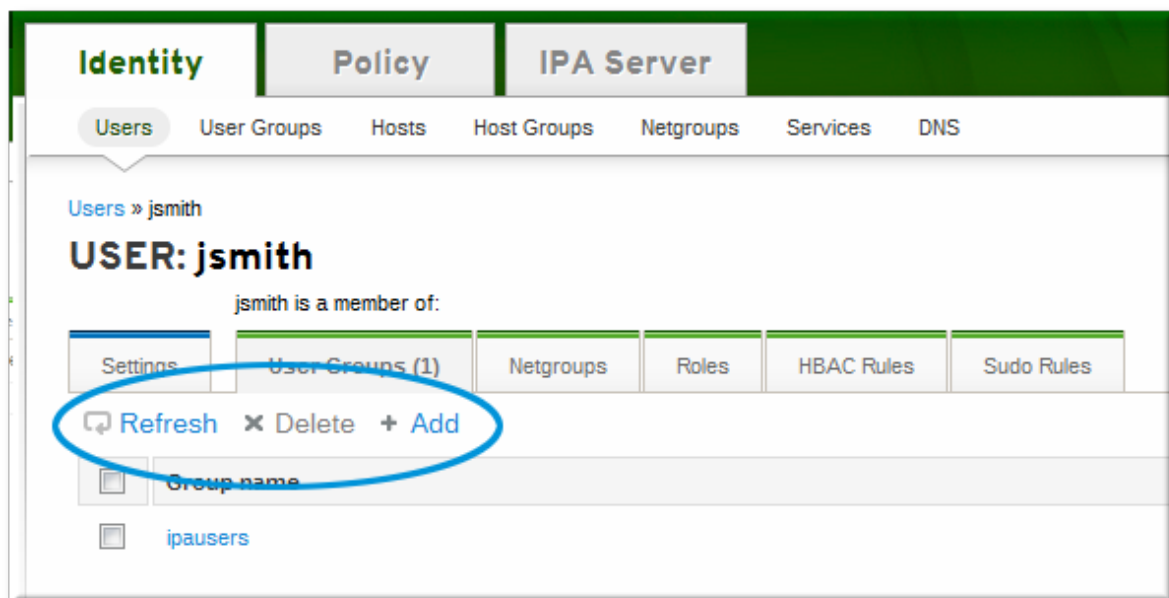 Identity Policy IPA Server
Users User Groups Hosts Host Groups Netgroups Services DNS
Users » jsmith
USER: jsmith
jsmith is a member of:
Settings User Groups (1) Netgroups Roles HBAC Rules Sudo Rules
Refresh Delete + Add
Group name
ipausers